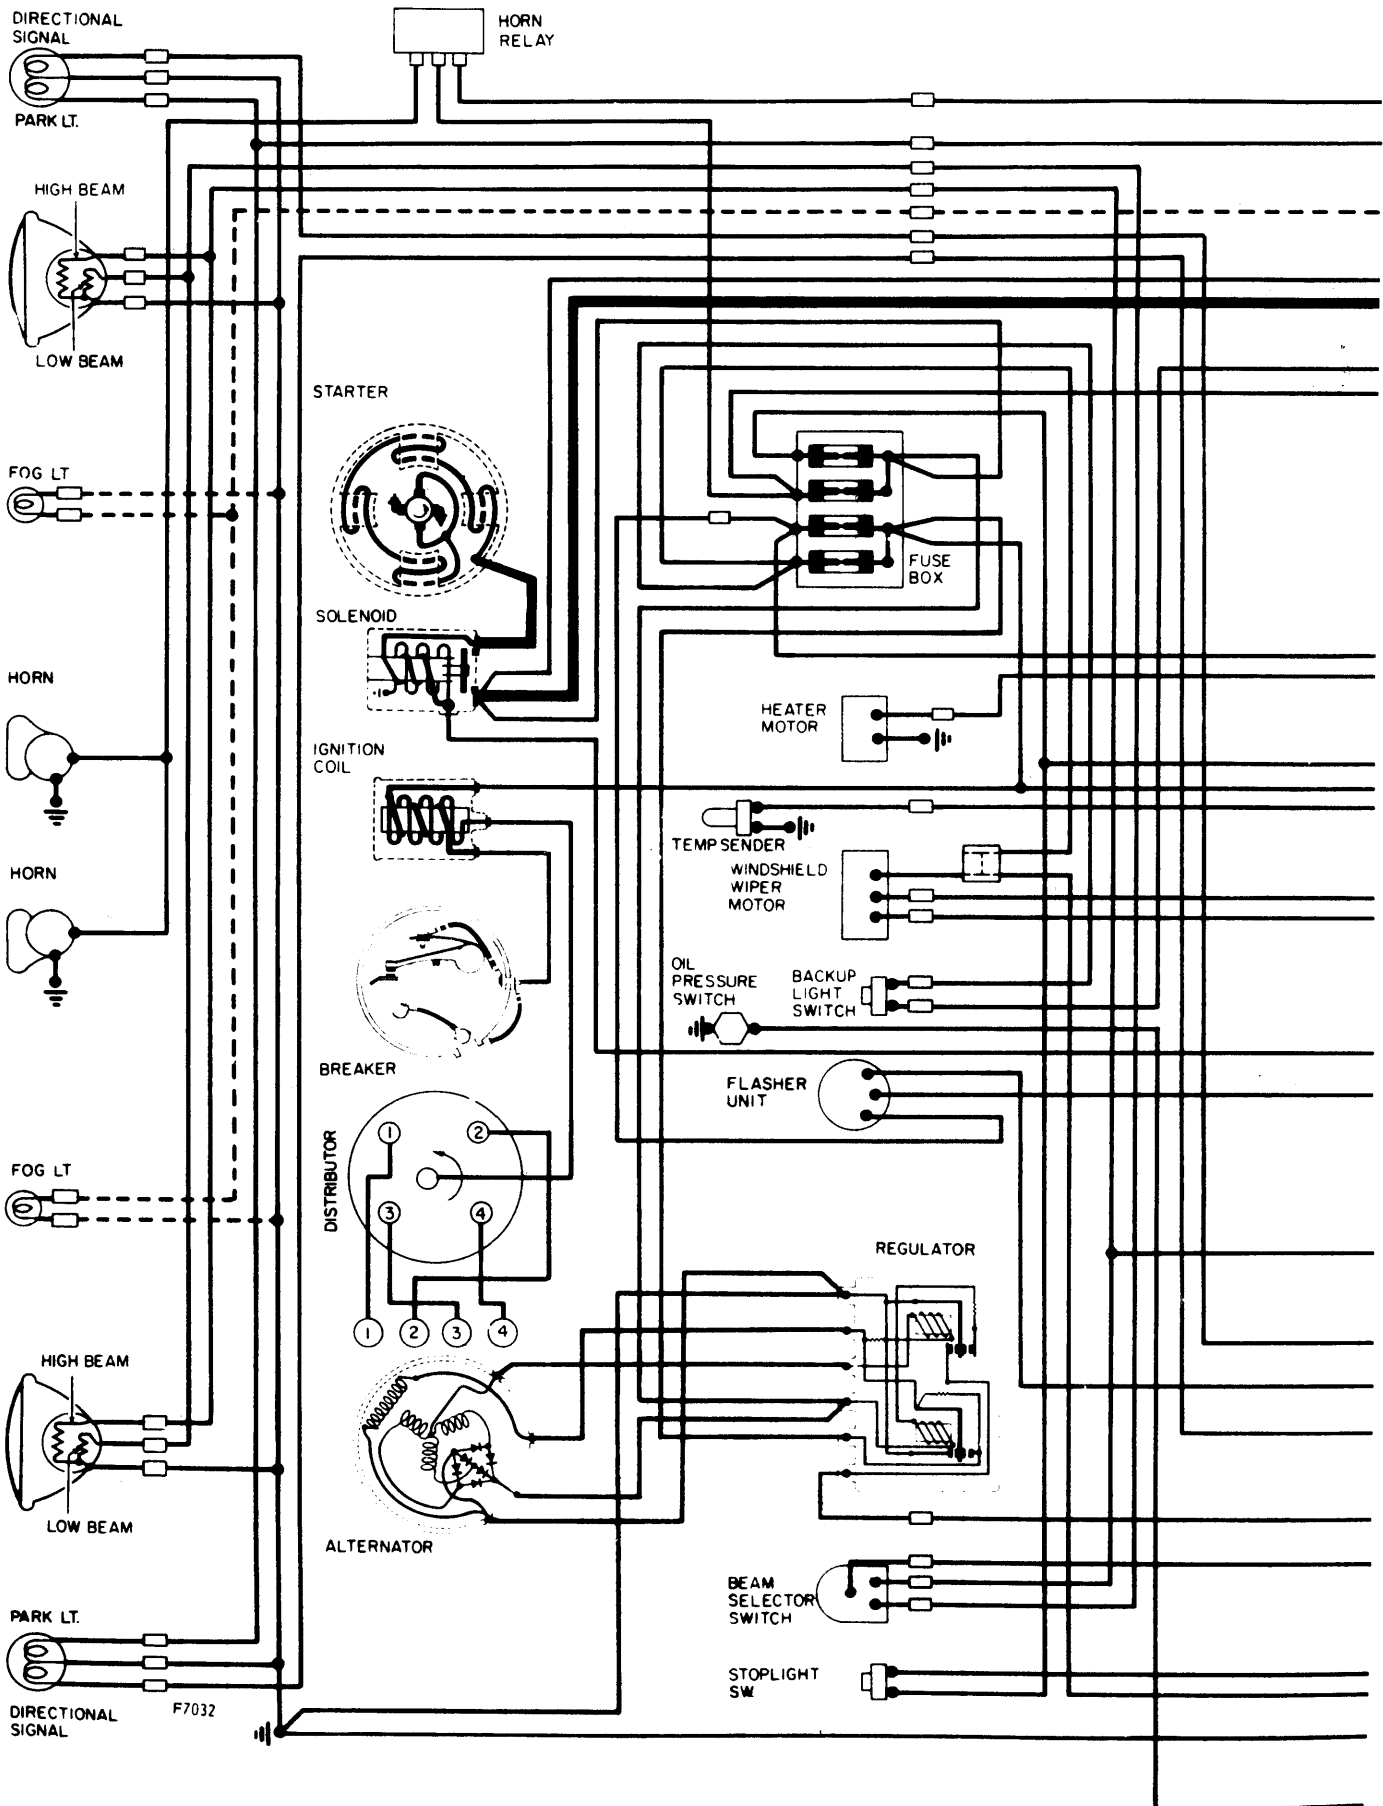 DIRECTIONAL
SIGNAL
PARK LT.
HORN
RELAY
HIGH BEAM
LOW BEAM
STARTER
FOG LT
FUSE
BOX
SOLENOID
HORN
HEATER
MOTOR
IGNITION
COIL
TEMP SENDER
HORN
WINDSHIELD
WIPER
MOTOR
OIL
PRESSURE
SWITCH
BACKUP
LIGHT
SWITCH
BREAKER
FLASHER
UNIT
DISTRIBUTOR
1
2
3
4
FOG LT
REGULATOR
1
2
3
4
HIGH BEAM
LOW BEAM
ALTERNATOR
BEAM
SELECTOR
SWITCH
PARK LT.
STOPLIGHT
SW.
DIRECTIONAL
SIGNAL
F7032